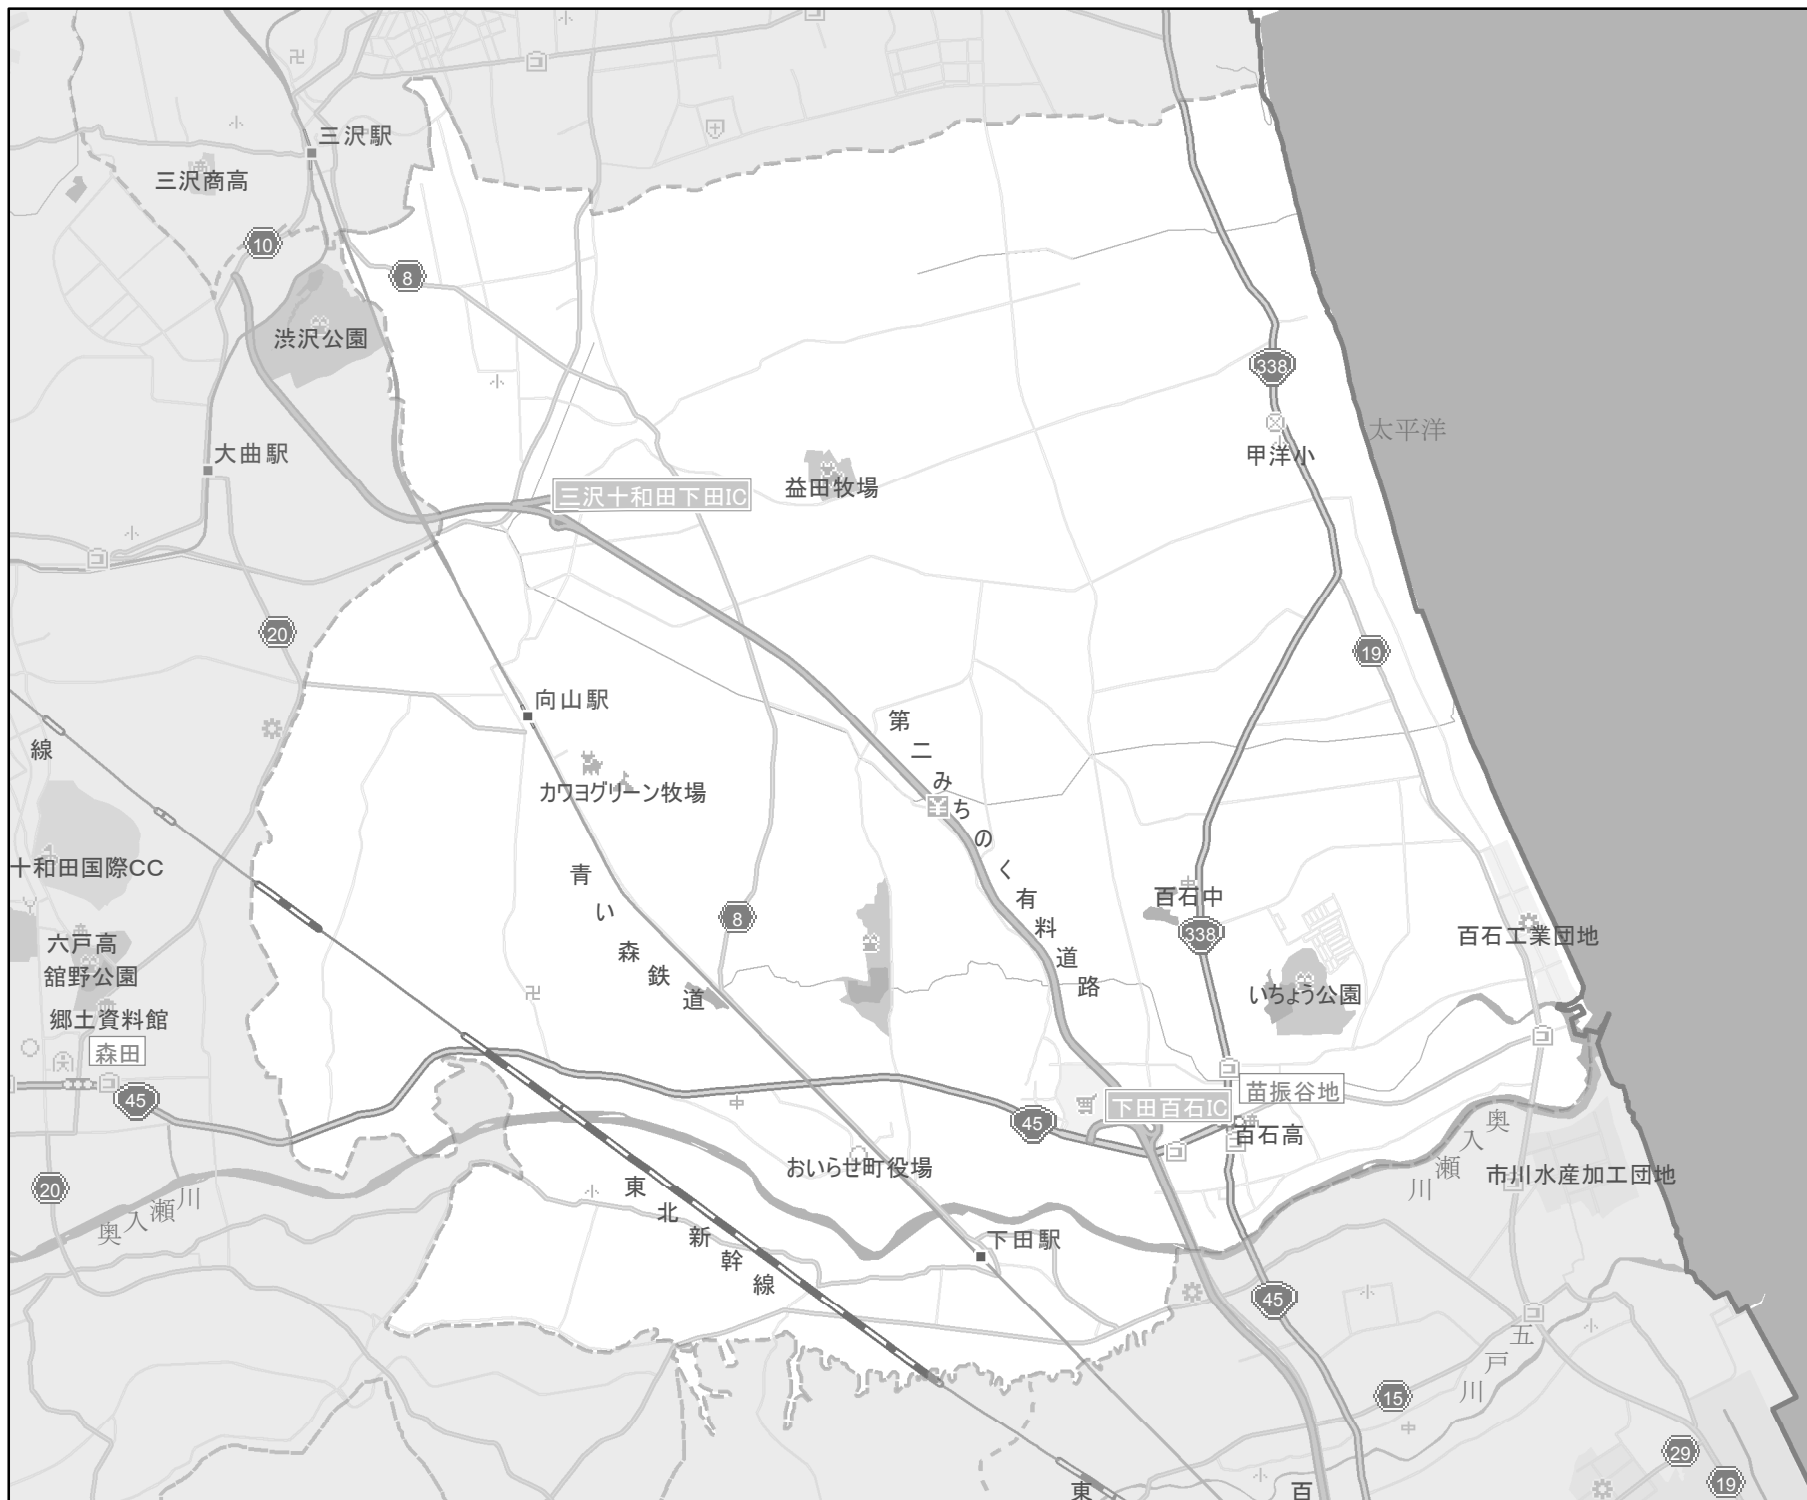 三沢駅
三沢商高
10
8
渋沢公園
338
太平洋
大曲駅
甲洋小
益田牧場
三沢十和田下田IC
20
19
向山駅
線
第二みちのく有料道路
カワヨグリーン牧場
十和田国際CC
青い森鉄道
8
百石中
338
百石工業団地
六戸高
舘野公園
いちょう公園
郷土資料館
森田
45
苗振谷地
下田百石IC
45
百石高
奥入瀬川
おいらせ町役場
市川水産加工団地
20
奥入瀬川
東北新幹線
下田駅
45
五戸川
15
29
19
東
百